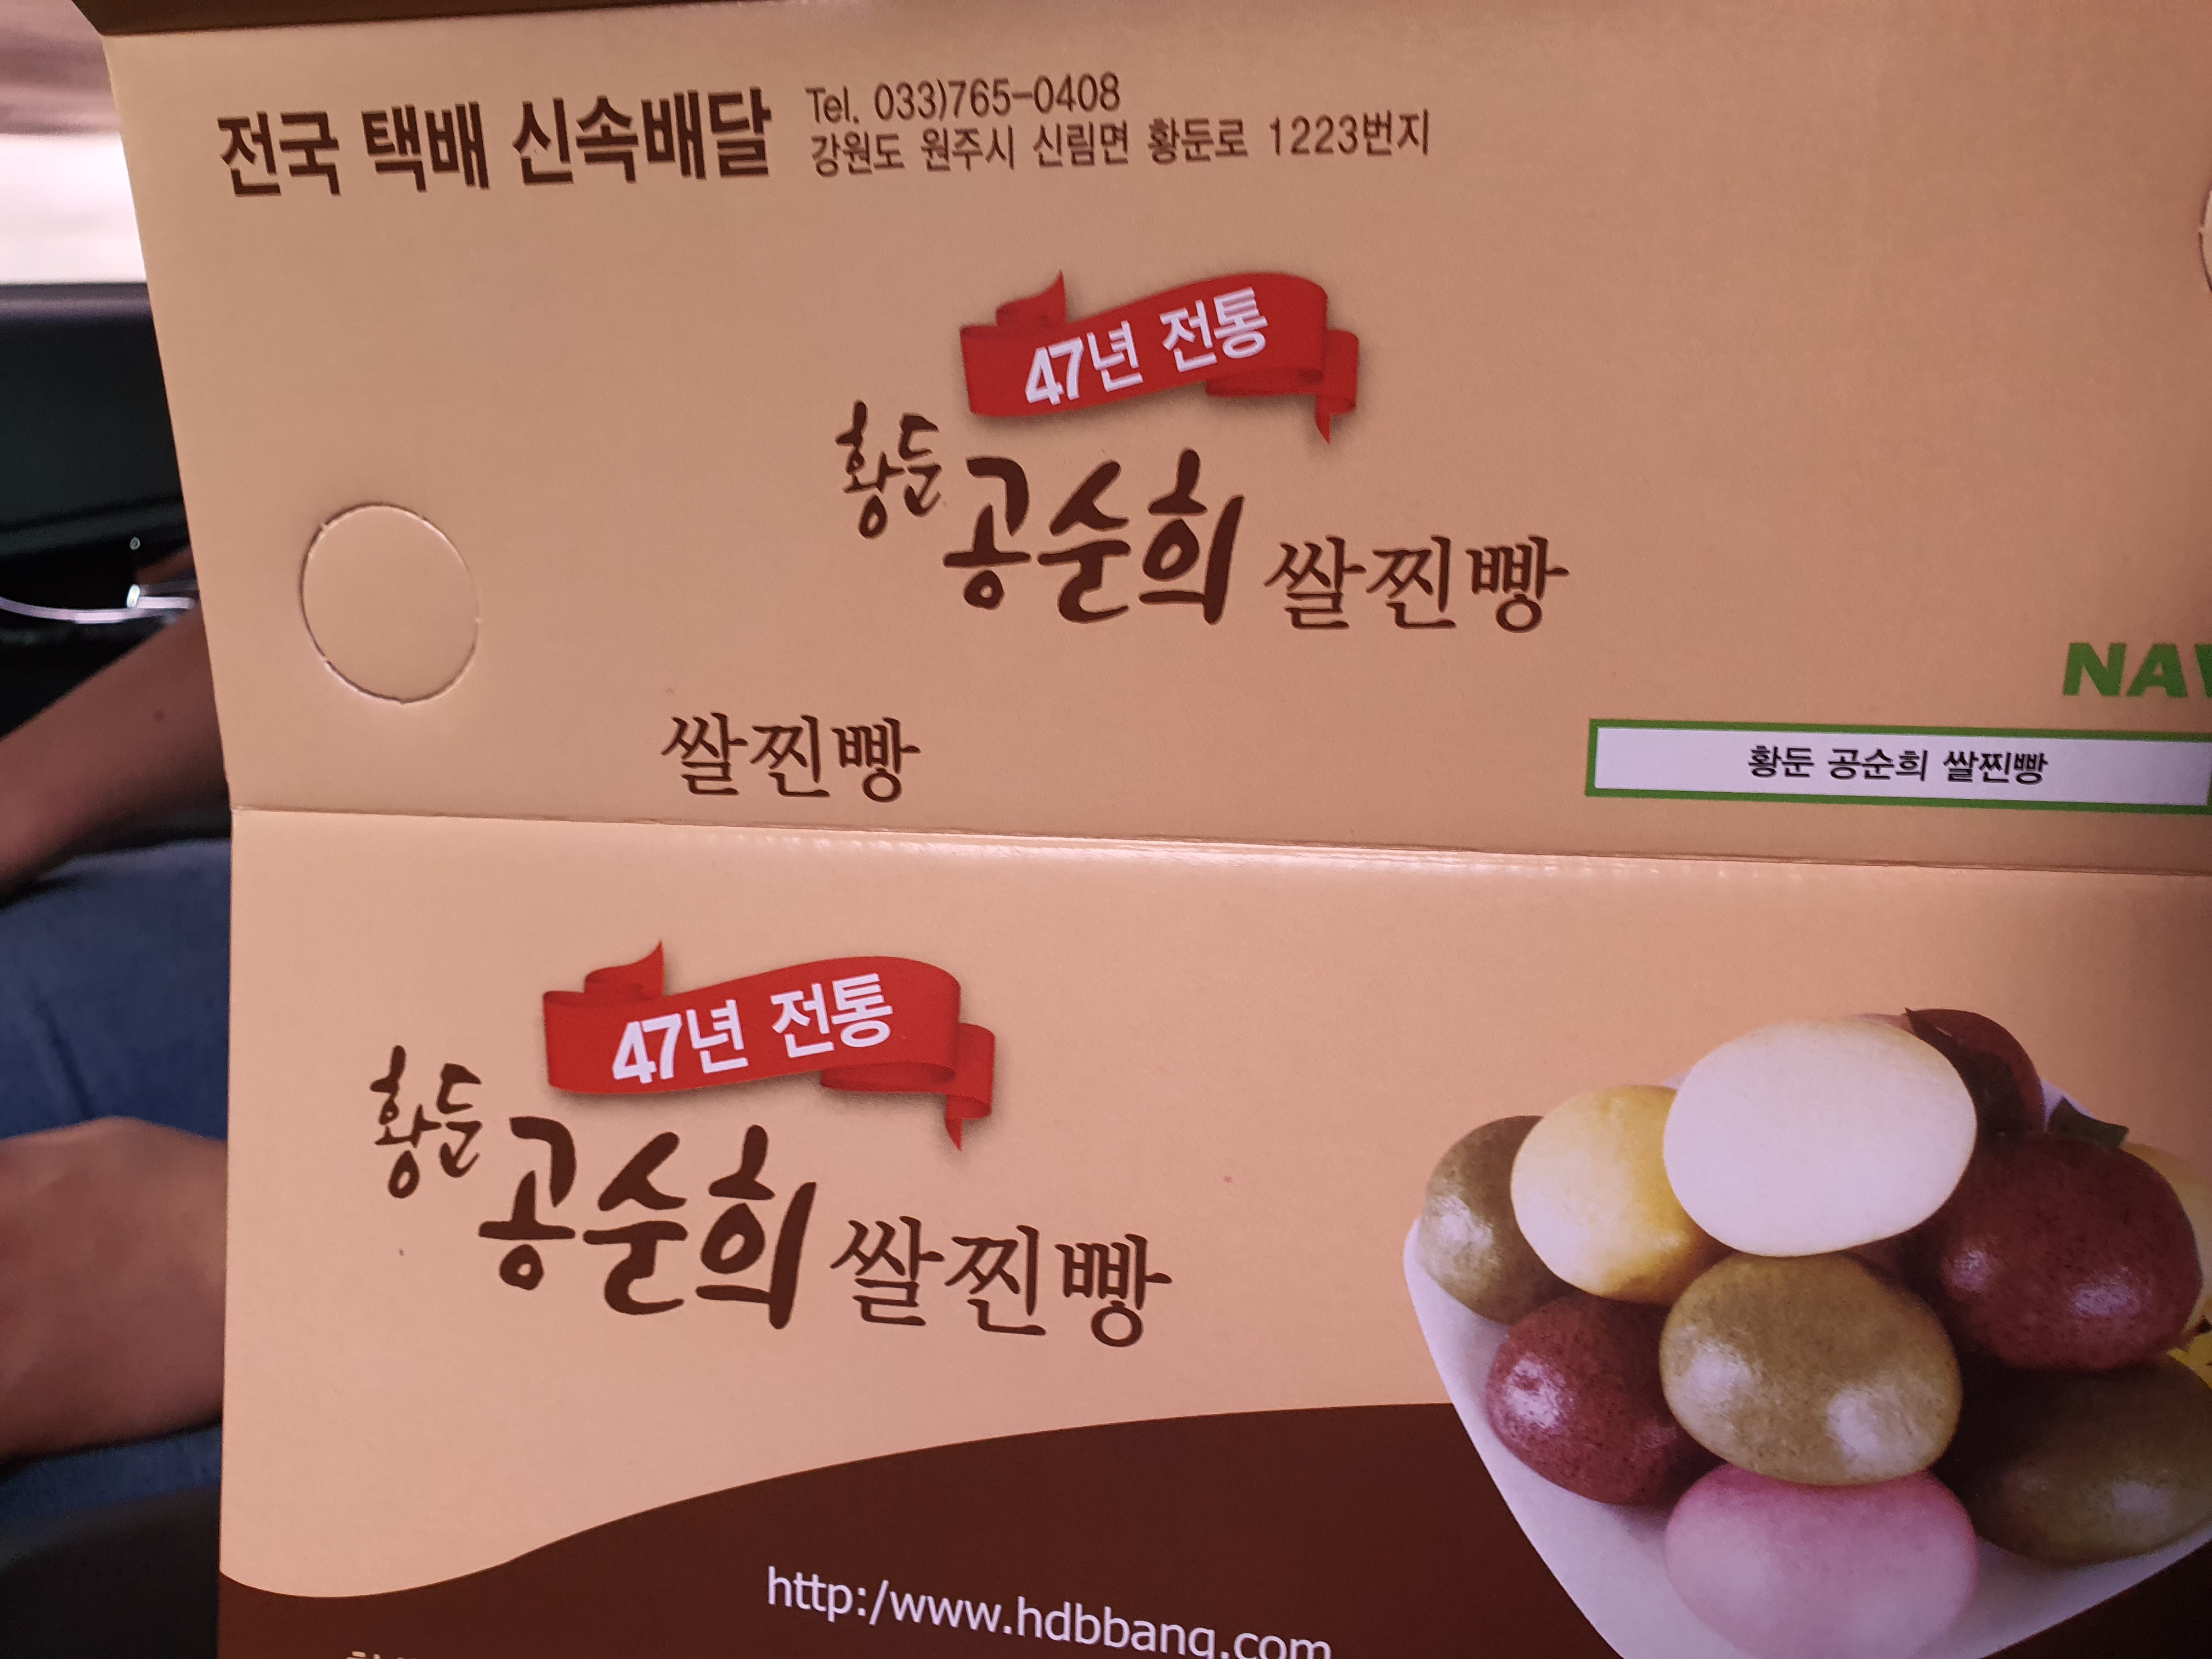 전국 택배 신속배달
Tel. 033)765-0408
강원도 원주시 신림면 황둔로 1223번지
47년 전통
황둔 공순희 쌀찐빵
쌀찐빵
황둔 공순희 쌀찐빵
47년 전통
황둔 공순희 쌀찐빵
http:/www.hdbbang.com